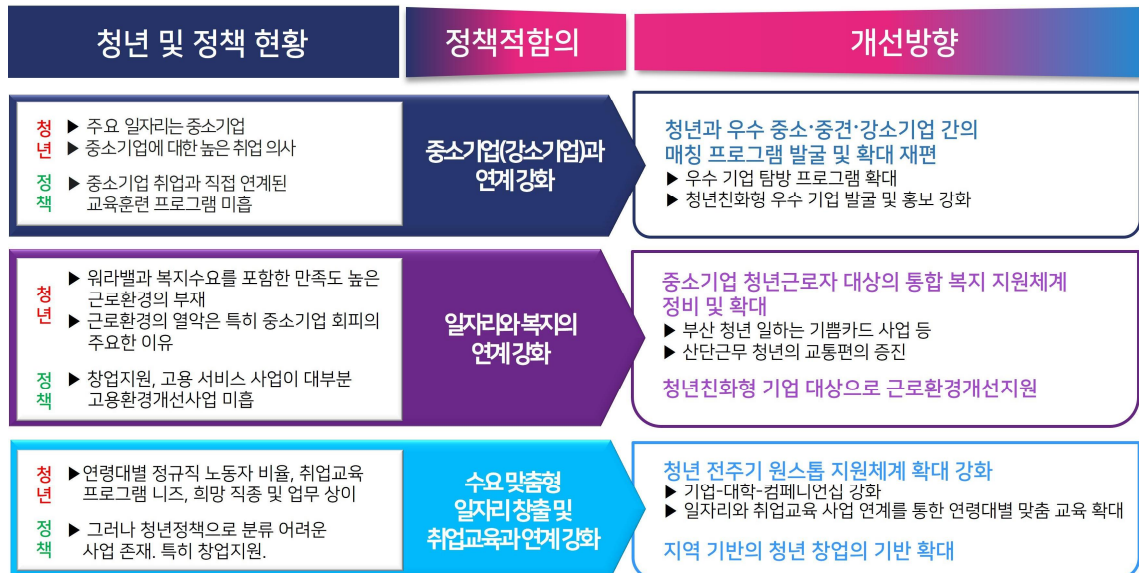 청년 및 정책 현황
정책적함의
개선방향
청년
▶ 주요 일자리는 중소기업
▶ 중소기업에 대한 높은 취업 의사
정책
▶ 중소기업 취업과 직접 연계된
교육훈련 프로그램 미흡
중소기업(강소기업)과
연계 강화
청년과 우수 중소·중견·강소기업 간의
매칭 프로그램 발굴 및 확대 재편
▶ 우수 기업 탐방 프로그램 확대
▶ 청년친화형 우수 기업 발굴 및 홍보 강화
청년
▶ 워라밸과 복지수요를 포함한 만족도 높은
근로환경의 부재
▶ 근로환경의 열악은 특히 중소기업 회피의
주요한 이유
정책
▶ 창업지원, 고용 서비스 사업이 대부분
고용환경개선사업 미흡
일자리와 복지의
연계 강화
중소기업 청년근로자 대상의 통합 복지 지원체계
정비 및 확대
▶ 부산 청년 일하는 기쁨카드 사업 등
▶ 산단근무 청년의 교통편의 증진
청년친화형 기업 대상으로 근로환경개선지원
청년
▶연령대별 정규직 노동자 비율, 취업교육
프로그램 니즈, 희망 직종 및 업무 상이
정책
▶ 그러나 청년정책으로 분류 어려운
사업 존재. 특히 창업지원.
수요 맞춤형
일자리 창출 및
취업교육과 연계 강화
청년 전주기 원스톱 지원체계 확대 강화
▶ 기업-대학-컴페니언십 강화
▶ 일자리와 취업교육 사업 연계를 통한 연령대별 맞춤 교육 확대
지역 기반의 청년 창업의 기반 확대